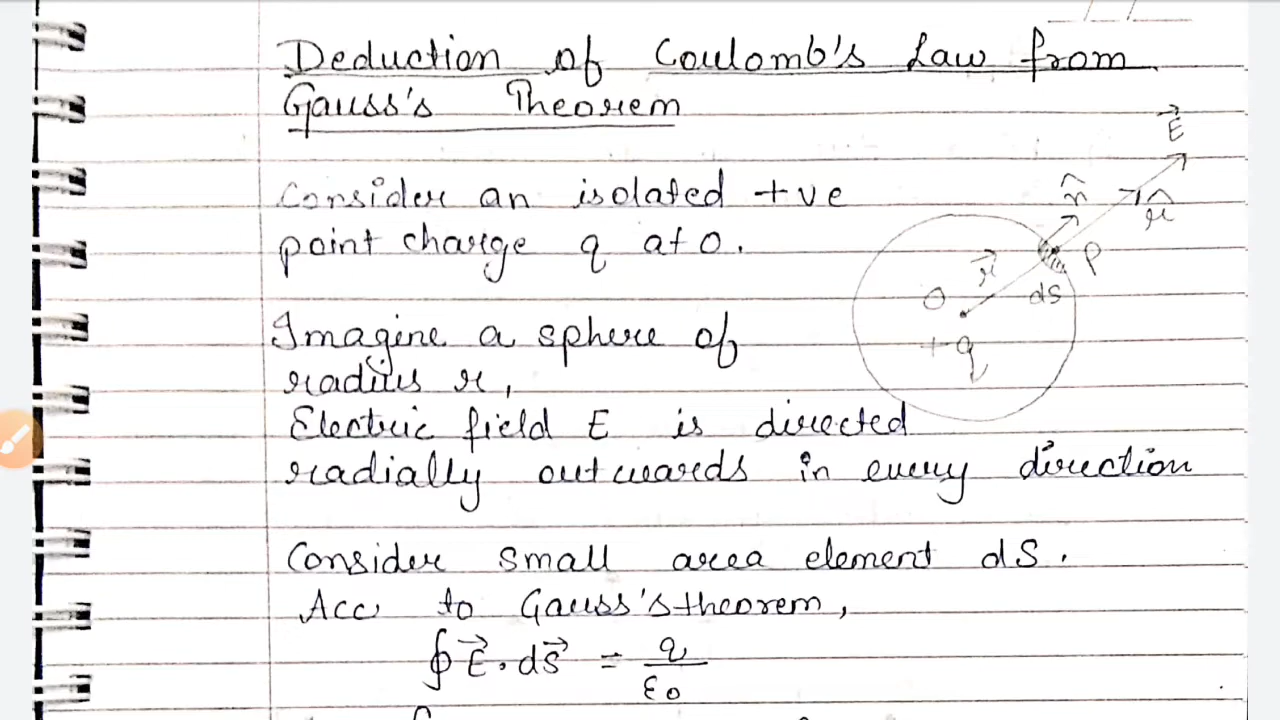 Deduction of Coulomb's Law from
Gauss's Theorem
Consider an isolated +ve
point charge q at O.
Imagine a sphere of
radius r,
Electric field E is directed
radially outwards in every direction
Consider small area element dS.
Acc to Gauss's theorem,
∮ E⃗ . dS⃗ = q/ε0
E⃗
n̂
r̂
r⃗
P
dS
O
+q